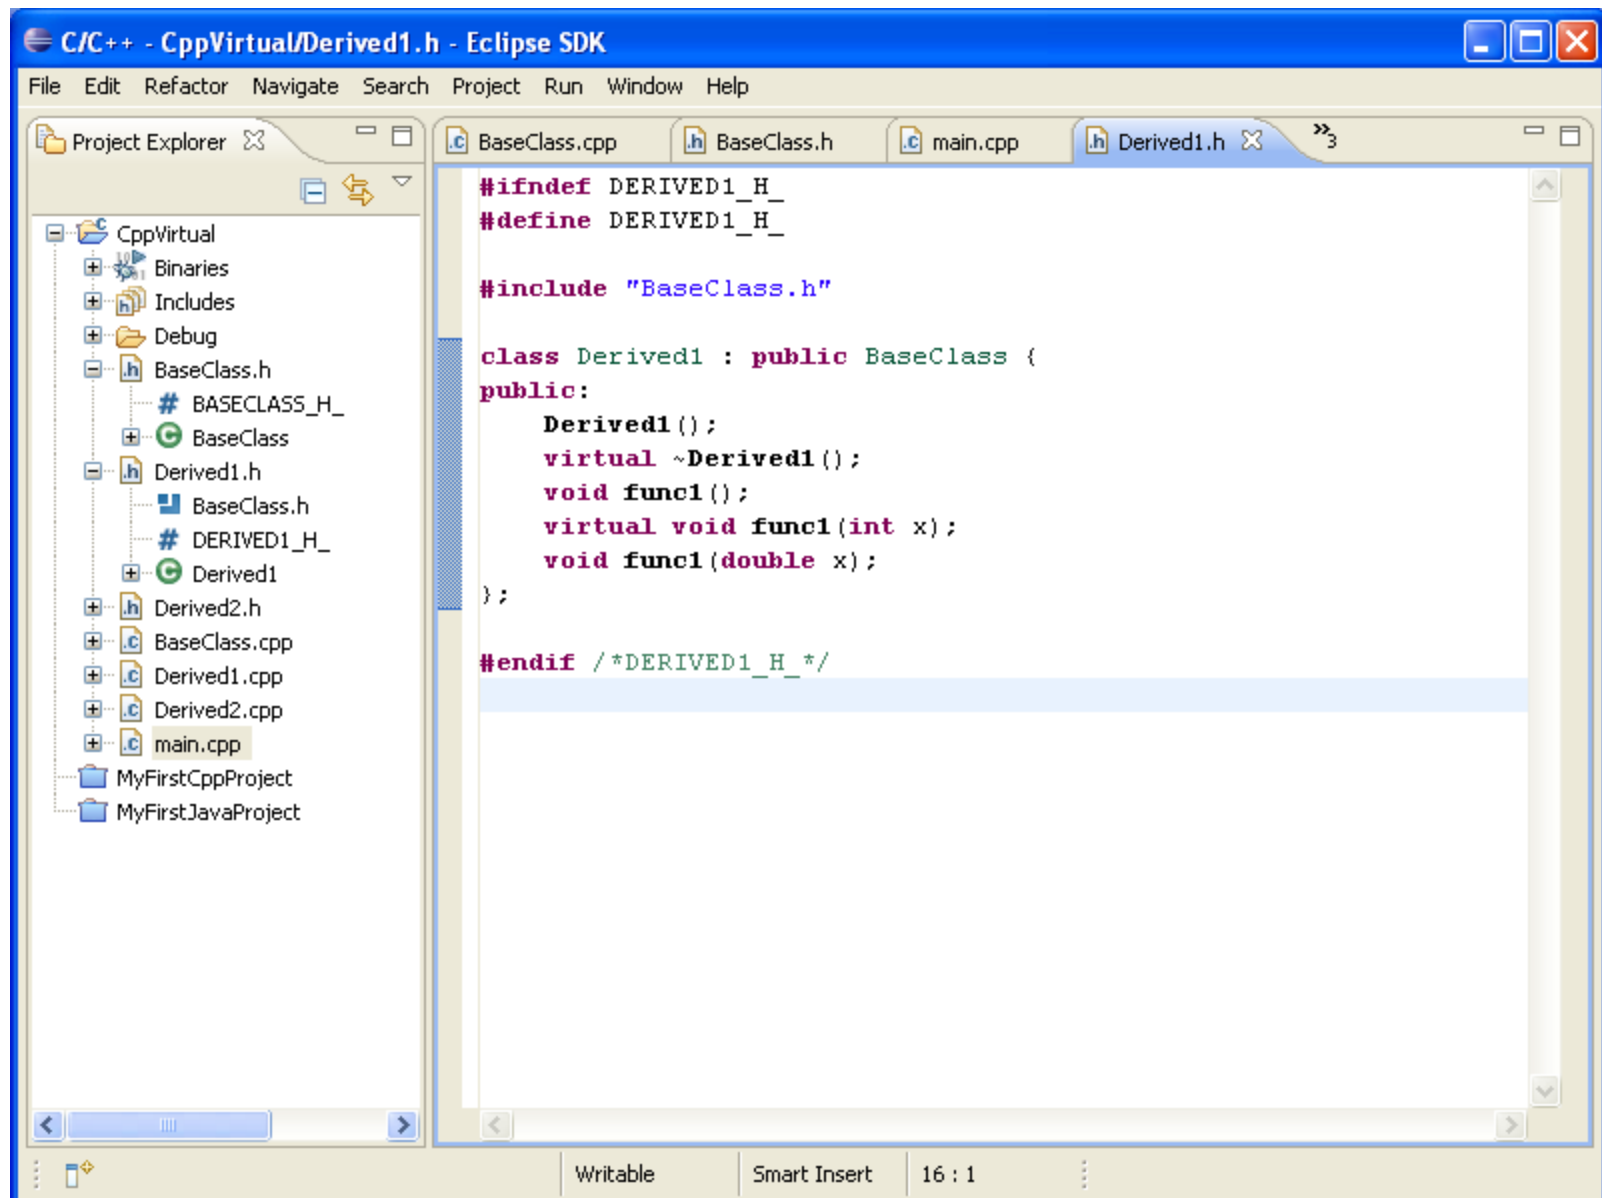 C/C++ - CppVirtual/Derived1.h - Eclipse SDK
File Edit Refactor Navigate Search Project Run Window Help
Project Explorer
CppVirtual
Binaries
Includes
Debug
BaseClass.h
# BASECLASS_H_
BaseClass
Derived1.h
BaseClass.h
# DERIVED1_H_
Derived1
Derived2.h
BaseClass.cpp
Derived1.cpp
Derived2.cpp
main.cpp
MyFirstCppProject
MyFirstJavaProject
BaseClass.cpp BaseClass.h main.cpp Derived1.h »3
#ifndef DERIVED1_H_
#define DERIVED1_H_
#include "BaseClass.h"
class Derived1 : public BaseClass {
public:
    Derived1();
    virtual ~Derived1();
    void func1();
    virtual void func1(int x);
    void func1(double x);
};
#endif /*DERIVED1_H_*/
Writable Smart Insert 16 : 1